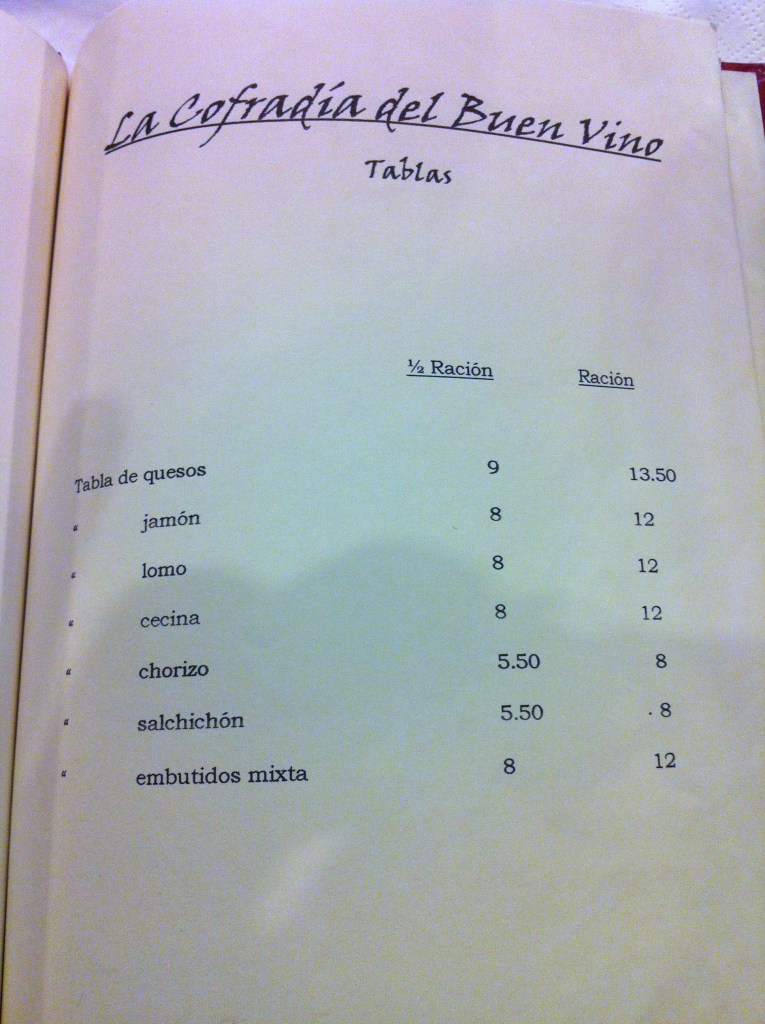 La Cofradía del Buen Vino
Tablas
½ Ración Ración
Tabla de quesos 9 13.50
“ jamón 8 12
“ lomo 8 12
“ cecina 8 12
“ chorizo 5.50 8
“ salchichón 5.50 8
“ embutidos mixta 8 12